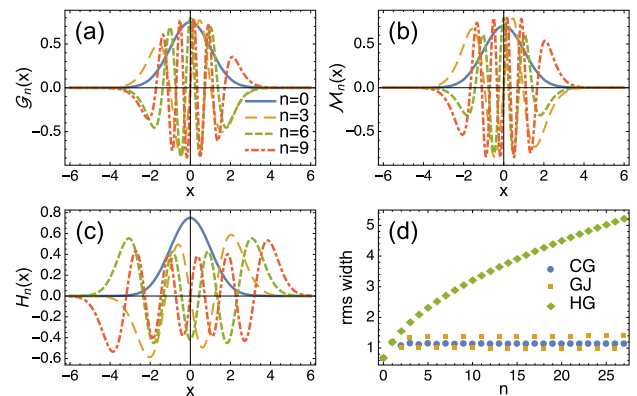 (a)
𝒢n(x)
0.5
0.0
−0.5
−6 −4 −2 0 2 4 6
x
n=0
n=3
n=6
n=9
(b)
ℳn(x)
0.5
0.0
−0.5
−6 −4 −2 0 2 4 6
x
(c)
Hn(x)
0.8
0.6
0.4
0.2
0.0
−0.2
−0.4
−0.6
−6 −4 −2 0 2 4 6
x
(d)
rms width
5
4
3
2
1
0 5 10 15 20 25
n
CG
GJ
HG